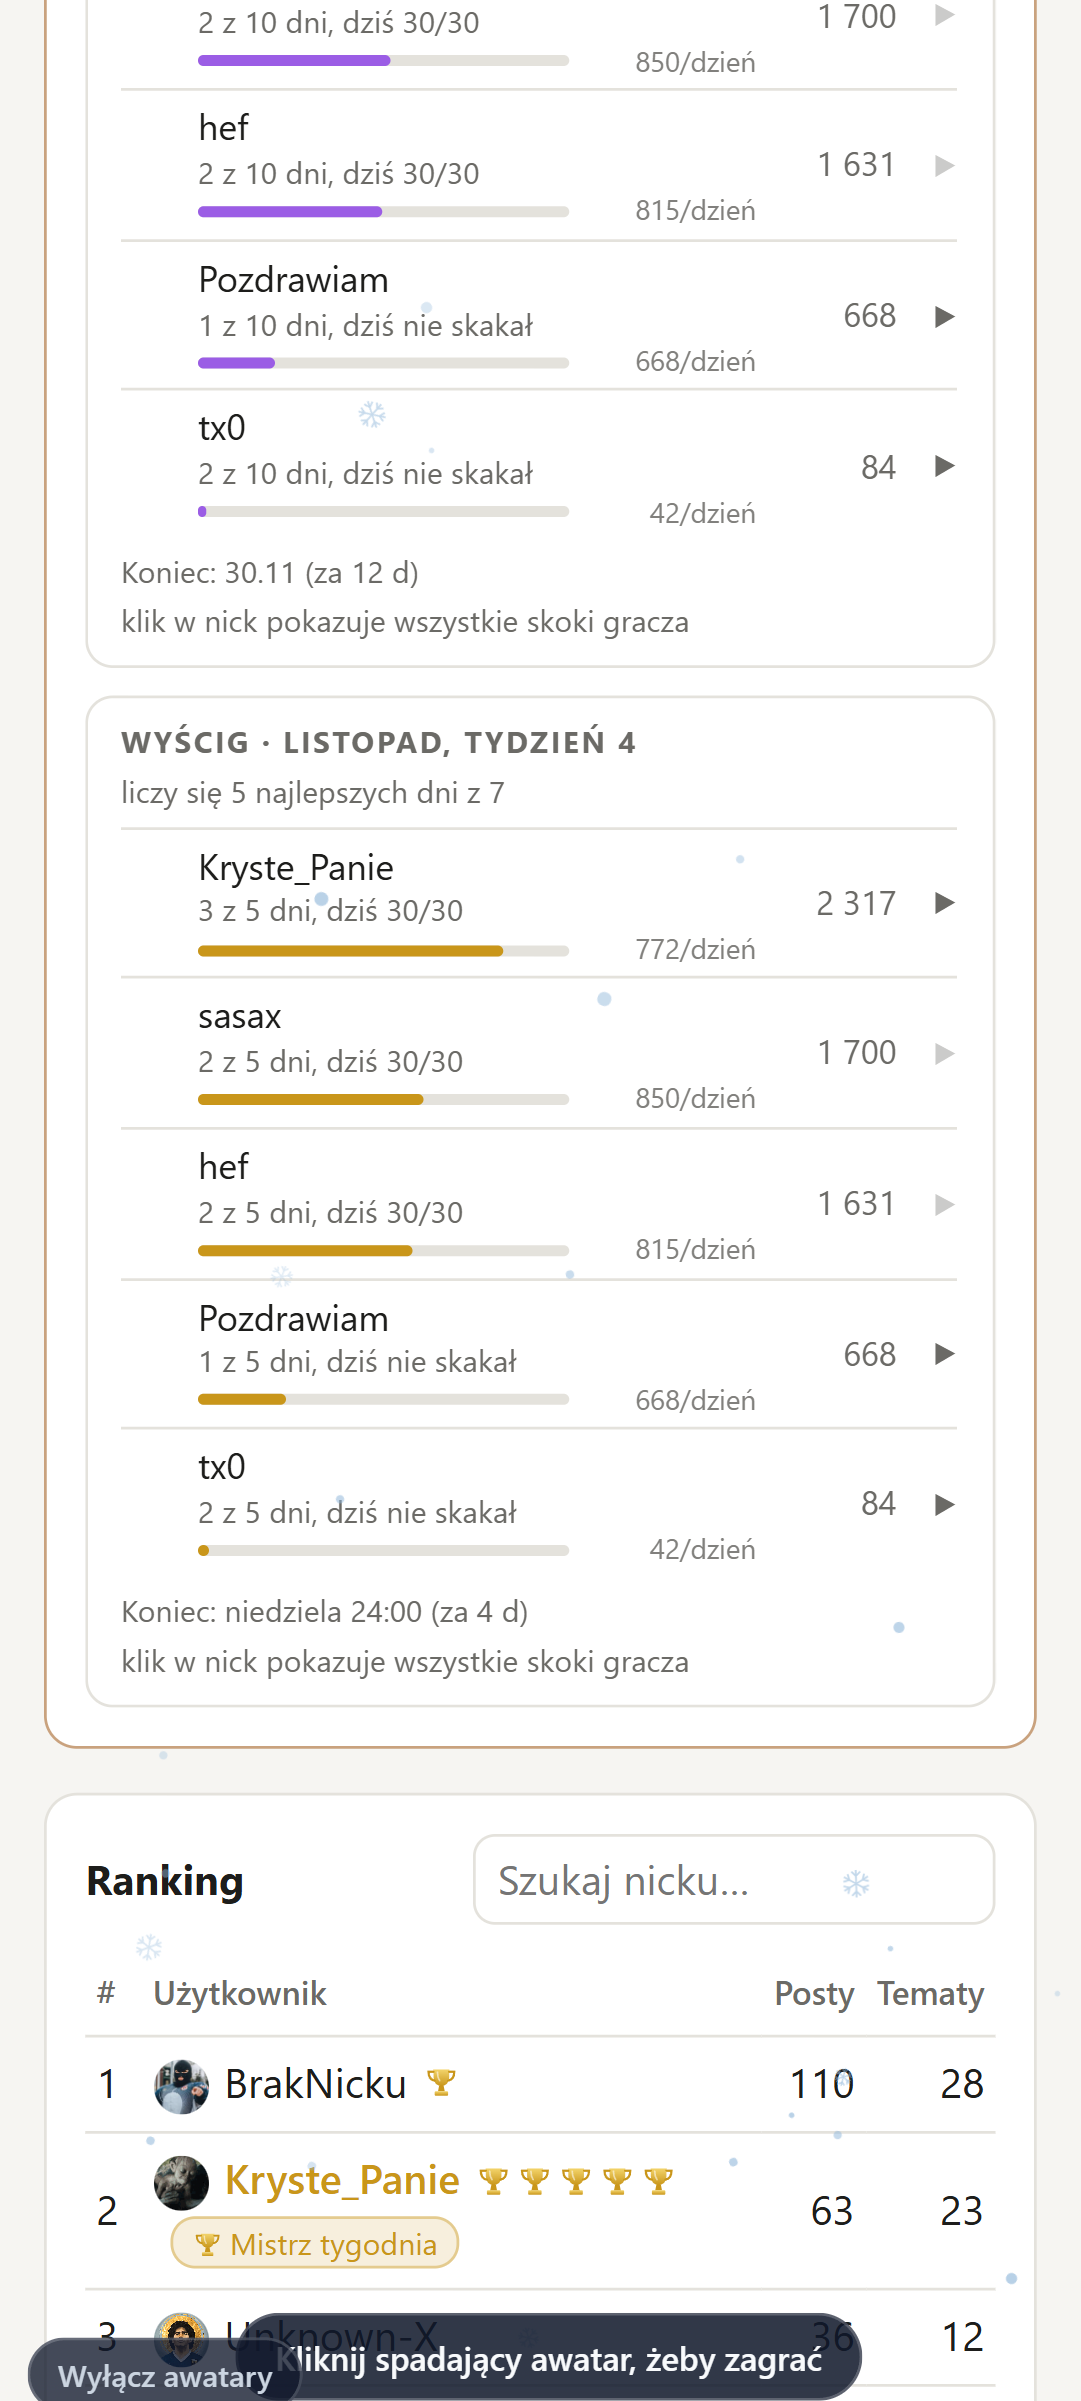 2 z 10 dni, dziś 30/30
1 700 ▶
850/dzień
hef
2 z 10 dni, dziś 30/30
1 631 ▶
815/dzień
Pozdrawiam
1 z 10 dni, dziś nie skakał
668 ▶
668/dzień
tx0
2 z 10 dni, dziś nie skakał
84 ▶
42/dzień
Koniec: 30.11 (za 12 d)
klik w nick pokazuje wszystkie skoki gracza
WYŚCIG · LISTOPAD, TYDZIEŃ 4
liczy się 5 najlepszych dni z 7
Kryste_Panie
3 z 5 dni, dziś 30/30
2 317 ▶
772/dzień
sasax
2 z 5 dni, dziś 30/30
1 700 ▶
850/dzień
hef
2 z 5 dni, dziś 30/30
1 631 ▶
815/dzień
Pozdrawiam
1 z 5 dni, dziś nie skakał
668 ▶
668/dzień
tx0
2 z 5 dni, dziś nie skakał
84 ▶
42/dzień
Koniec: niedziela 24:00 (za 4 d)
klik w nick pokazuje wszystkie skoki gracza
Ranking
Szukaj nicku...
# Użytkownik Posty Tematy
1 BrakNicku 110 28
2 Kryste_Panie 63 23
Mistrz tygodnia
3 Unknown-X 36 12
Kliknij spadający awatar, żeby zagrać
Wyłącz awatary